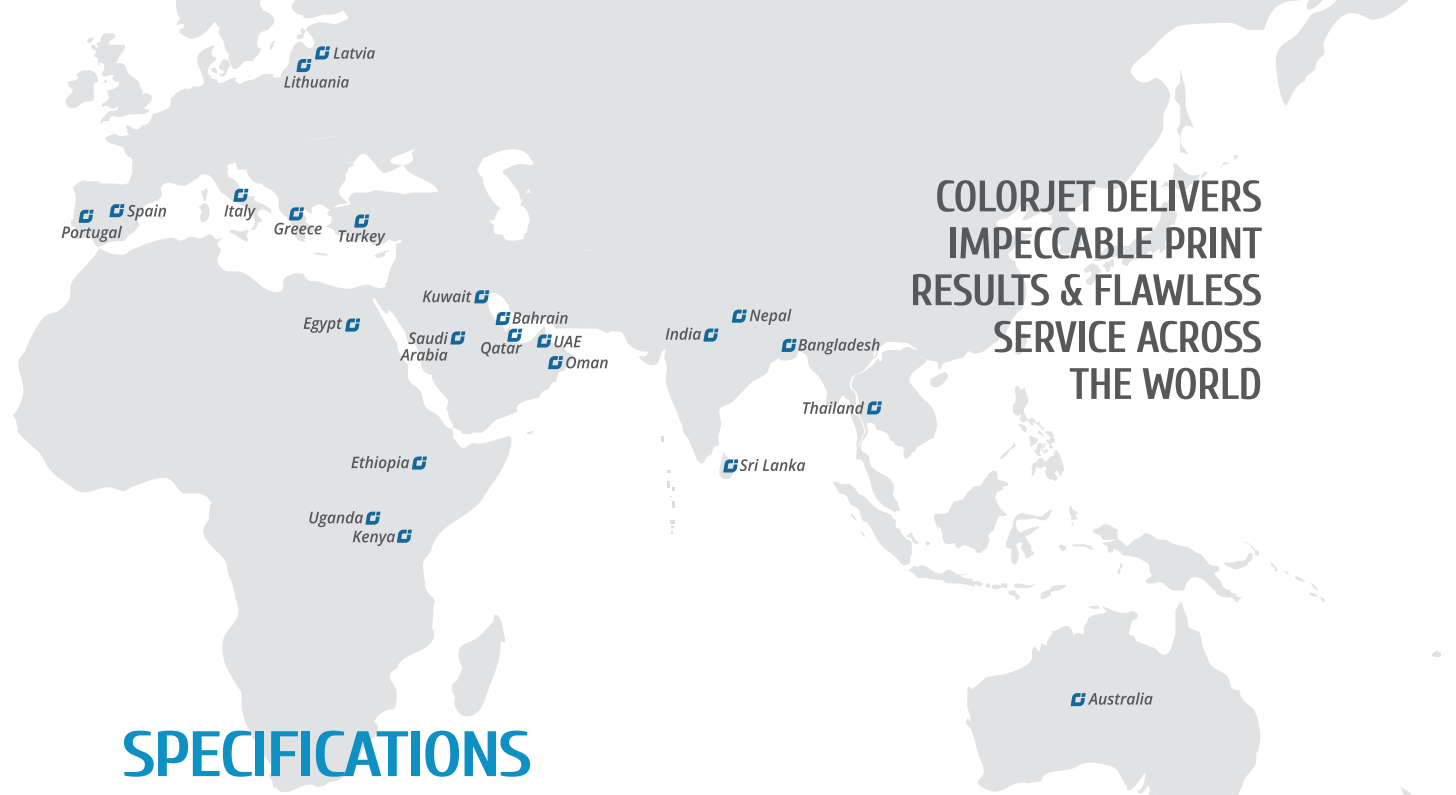 Latvia
Lithuania
COLORJET DELIVERS
IMPECCABLE PRINT
RESULTS & FLAWLESS
SERVICE ACROSS
THE WORLD
Spain
Portugal
Italy
Greece
Turkey
Kuwait
Egypt
Bahrain
Saudi
Arabia
Qatar
UAE
Oman
Nepal
India
Bangladesh
Thailand
Sri Lanka
Ethiopia
Uganda
Kenya
Australia
SPECIFICATIONS